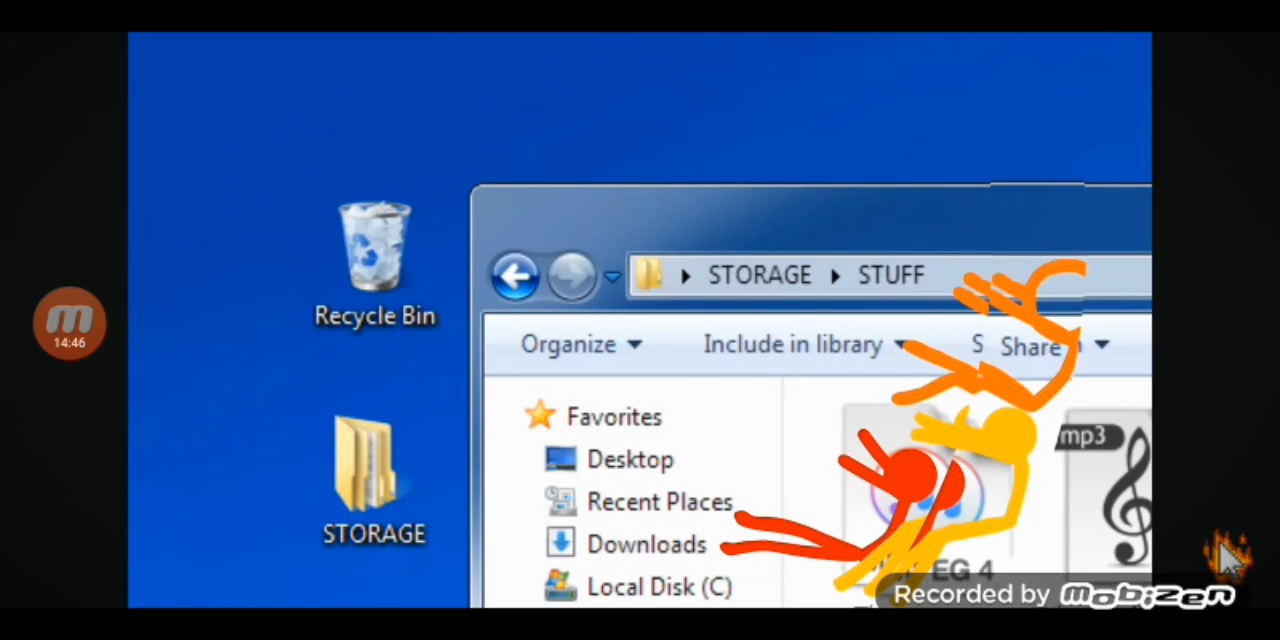 STORAGE STUFF
Recycle Bin
Organize Include in library S Share
Favorites
mp3
Desktop
Recent Places
STORAGE
Downloads
EG 4
Local Disk (C)
14:46
Recorded by mobizen